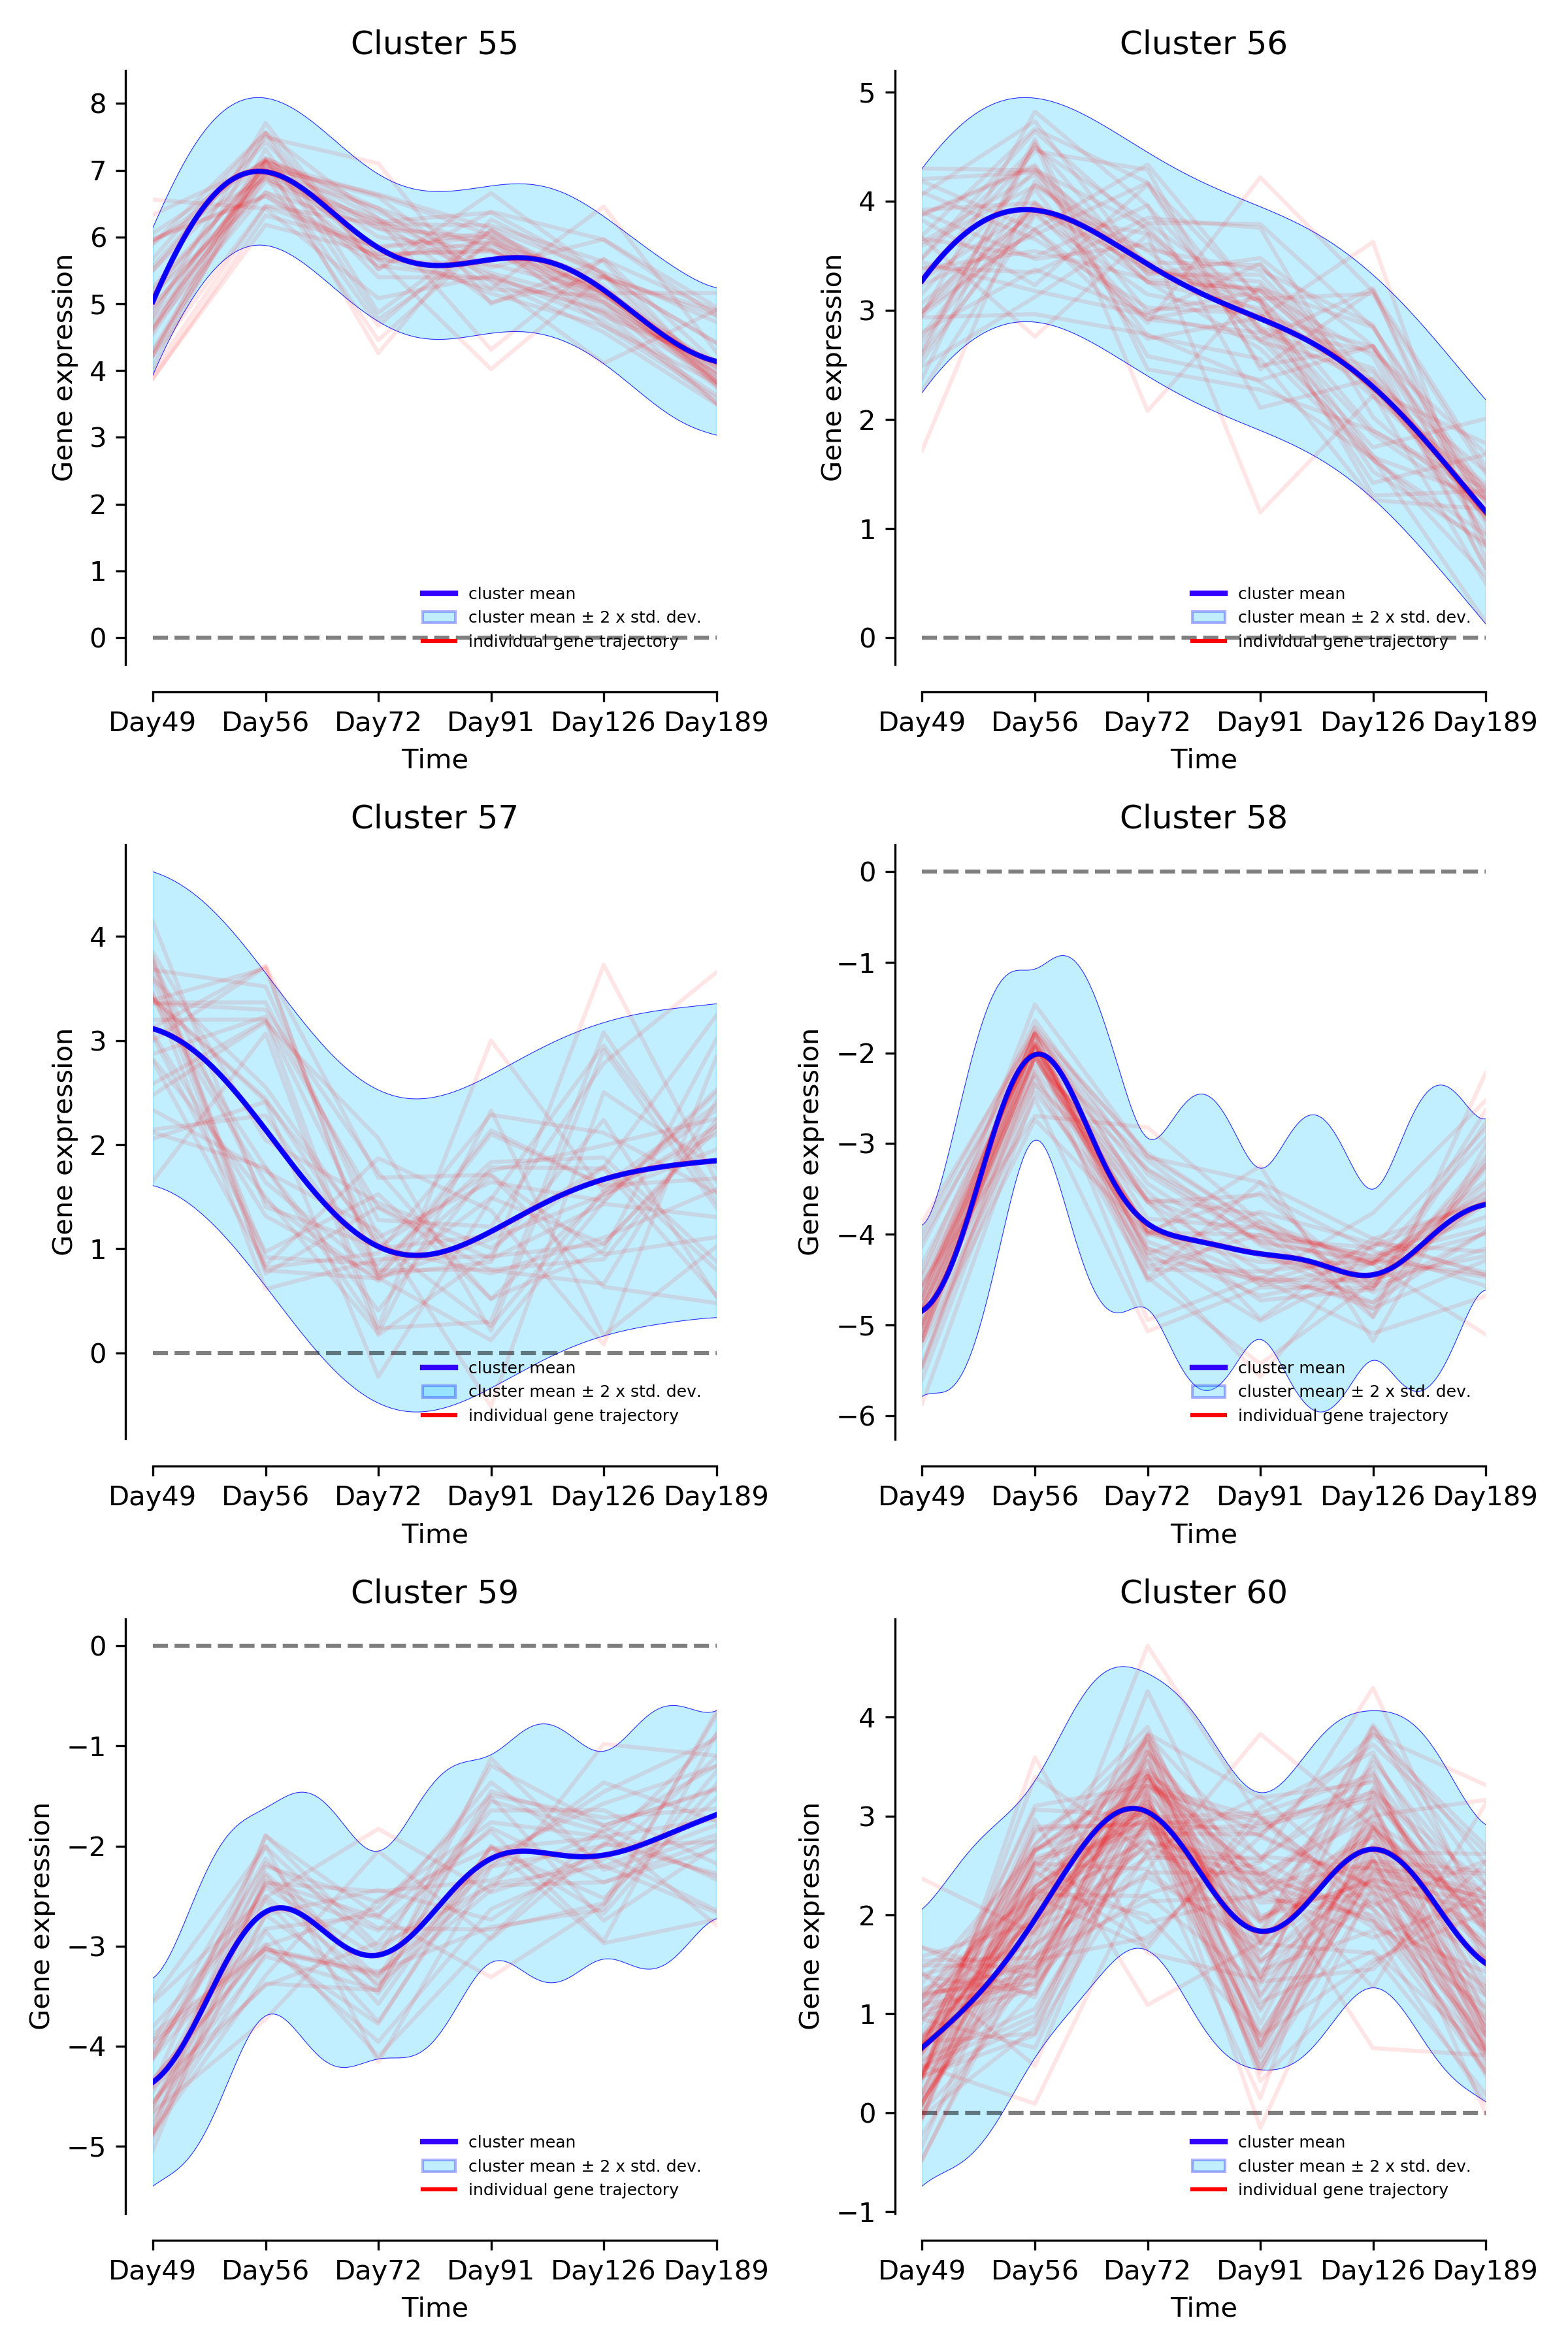 Cluster 55
Gene expression
8
7
6
5
4
3
2
1
0
cluster mean
cluster mean ± 2 x std. dev.
individual gene trajectory
Day49 Day56 Day72 Day91 Day126 Day189
Time
Cluster 56
Gene expression
5
4
3
2
1
0
cluster mean
cluster mean ± 2 x std. dev.
individual gene trajectory
Day49 Day56 Day72 Day91 Day126 Day189
Time
Cluster 57
Gene expression
4
3
2
1
0
cluster mean
cluster mean ± 2 x std. dev.
individual gene trajectory
Day49 Day56 Day72 Day91 Day126 Day189
Time
Cluster 58
Gene expression
0
−1
−2
−3
−4
−5
−6
cluster mean
cluster mean ± 2 x std. dev.
individual gene trajectory
Day49 Day56 Day72 Day91 Day126 Day189
Time
Cluster 59
Gene expression
0
−1
−2
−3
−4
−5
cluster mean
cluster mean ± 2 x std. dev.
individual gene trajectory
Day49 Day56 Day72 Day91 Day126 Day189
Time
Cluster 60
Gene expression
4
3
2
1
0
−1
cluster mean
cluster mean ± 2 x std. dev.
individual gene trajectory
Day49 Day56 Day72 Day91 Day126 Day189
Time